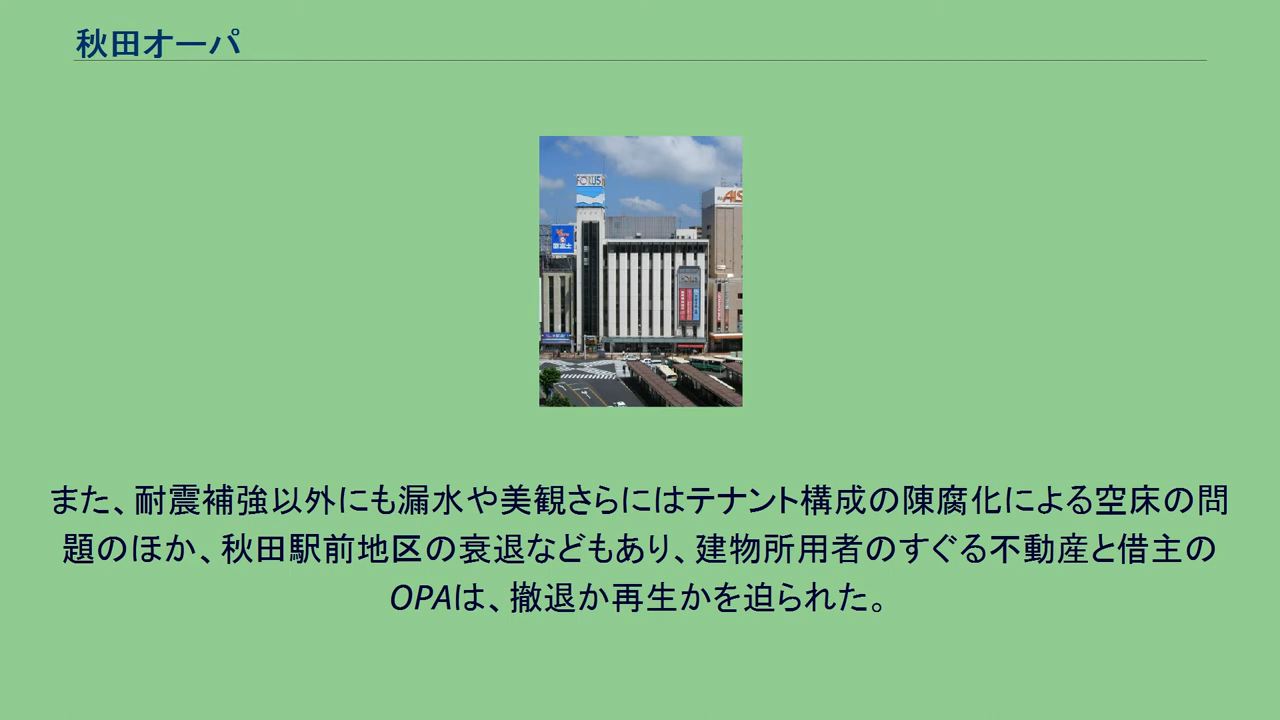 秋田オーパ
また、耐震補強以外にも漏水や美観さらにはテナント構成の陳腐化による空床の問
題のほか、秋田駅前地区の衰退などもあり、建物所用者のすぐる不動産と借主の
OPAは、撤退か再生かを迫られた。